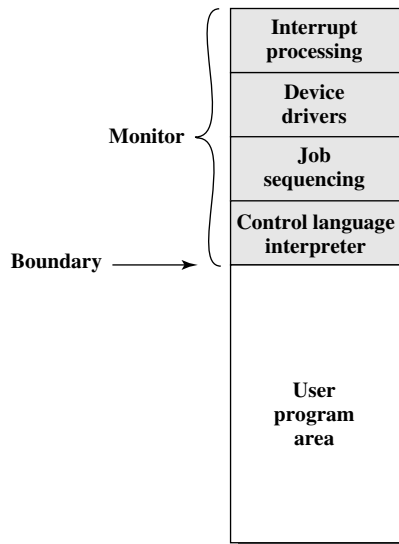 Interrupt
processing
Device
drivers
Monitor
Job
sequencing
Control language
interpreter
Boundary
User
program
area